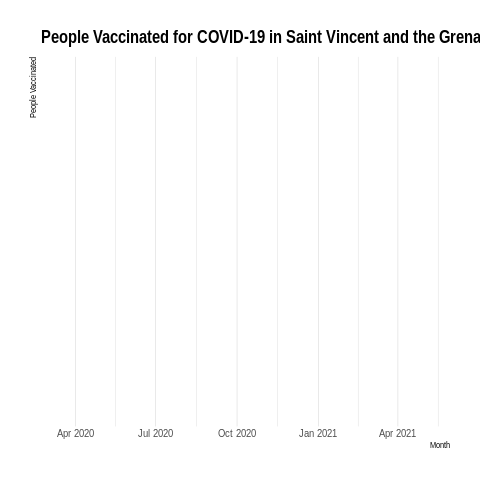 People Vaccinated for COVID-19 in Saint Vincent and the Grena
People Vaccinated
Apr 2020 Jul 2020 Oct 2020 Jan 2021 Apr 2021
Month